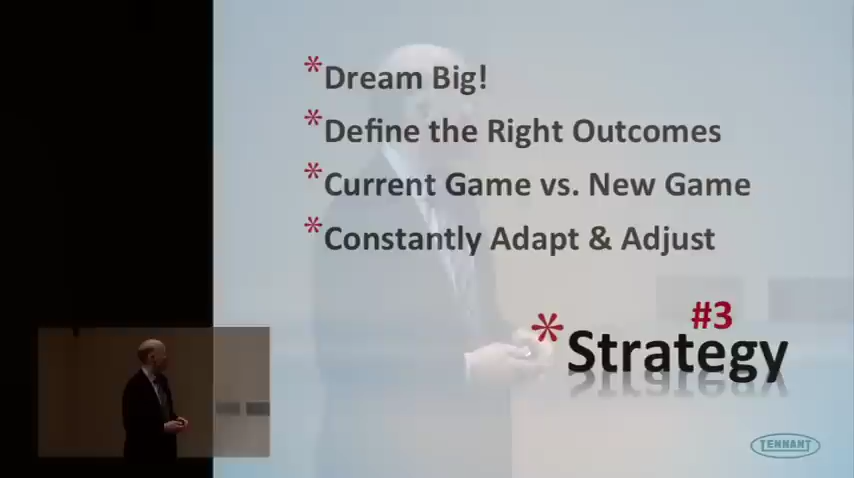 *Dream Big!
*Define the Right Outcomes
*Current Game vs. New Game
*Constantly Adapt & Adjust
#3
*Strategy
TENNANT